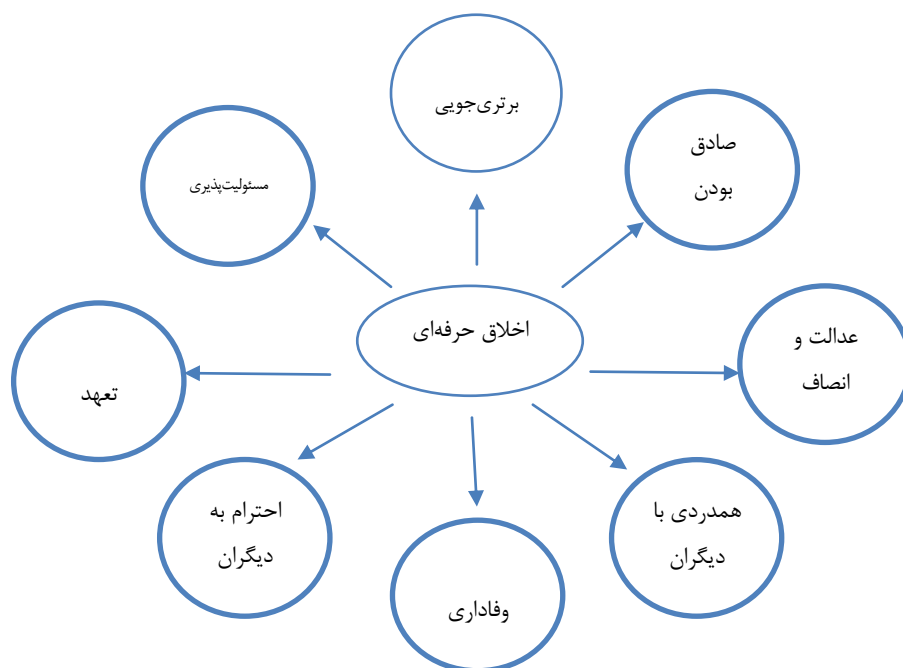 برتری‌جویی
صادق
بودن
مسئولیت‌پذیری
اخلاق حرفه‌ای
عدالت و
انصاف
تعهد
احترام به
دیگران
همدردی با
دیگران
وفاداری